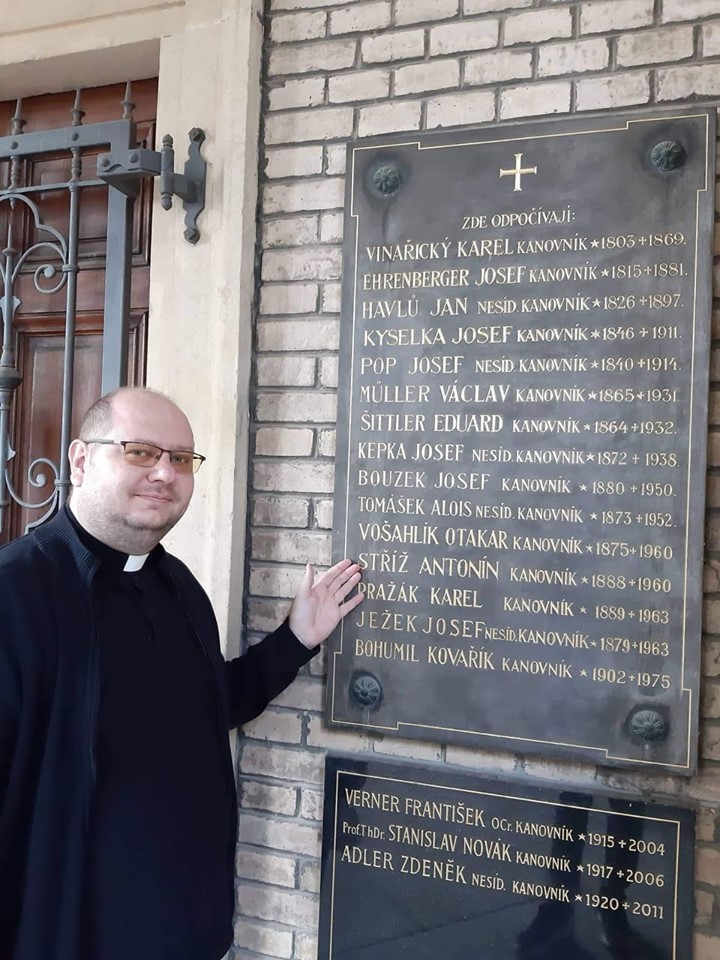 ZDE ODPOČÍVAJÍ:
VINAŘICKÝ KAREL KANOVNÍK *1803+1869.
EHRENBERGER JOSEF KANOVNÍK *1815+1881.
HAVLŮ JAN NESÍD. KANOVNÍK *1826+1897.
KYSELKA JOSEF KANOVNÍK *1846+1911.
POP JOSEF NESÍD. KANOVNÍK *1840+1914.
MŰLLER VÁCLAV KANOVNÍK *1865+1931.
ŠITTLER EDUARD KANOVNÍK *1864+1932.
KEPKA JOSEF NESÍD. KANOVNÍK *1872+1938.
BOUZEK JOSEF KANOVNÍK *1880+1950.
TOMÁŠEK ALOIS NESÍD. KANOVNÍK *1873+1952.
VOŠAHLÍK OTAKAR KANOVNÍK *1875+1960
STŘÍŽ ANTONÍN KANOVNÍK *1888+1960
PRAŽÁK KAREL KANOVNÍK *1889+1963
JEŽEK JOSEF NESÍD. KANOVNÍK *1879+1963
BOHUMIL KOVAŘÍK KANOVNÍK *1902+1975
VERNER FRANTIŠEK OCr. KANOVNÍK *1915+2004
Prof.ThDr. STANISLAV NOVÁK KANOVNÍK *1917+2006
ADLER ZDENĚK NESÍD. KANOVNÍK *1920+2011